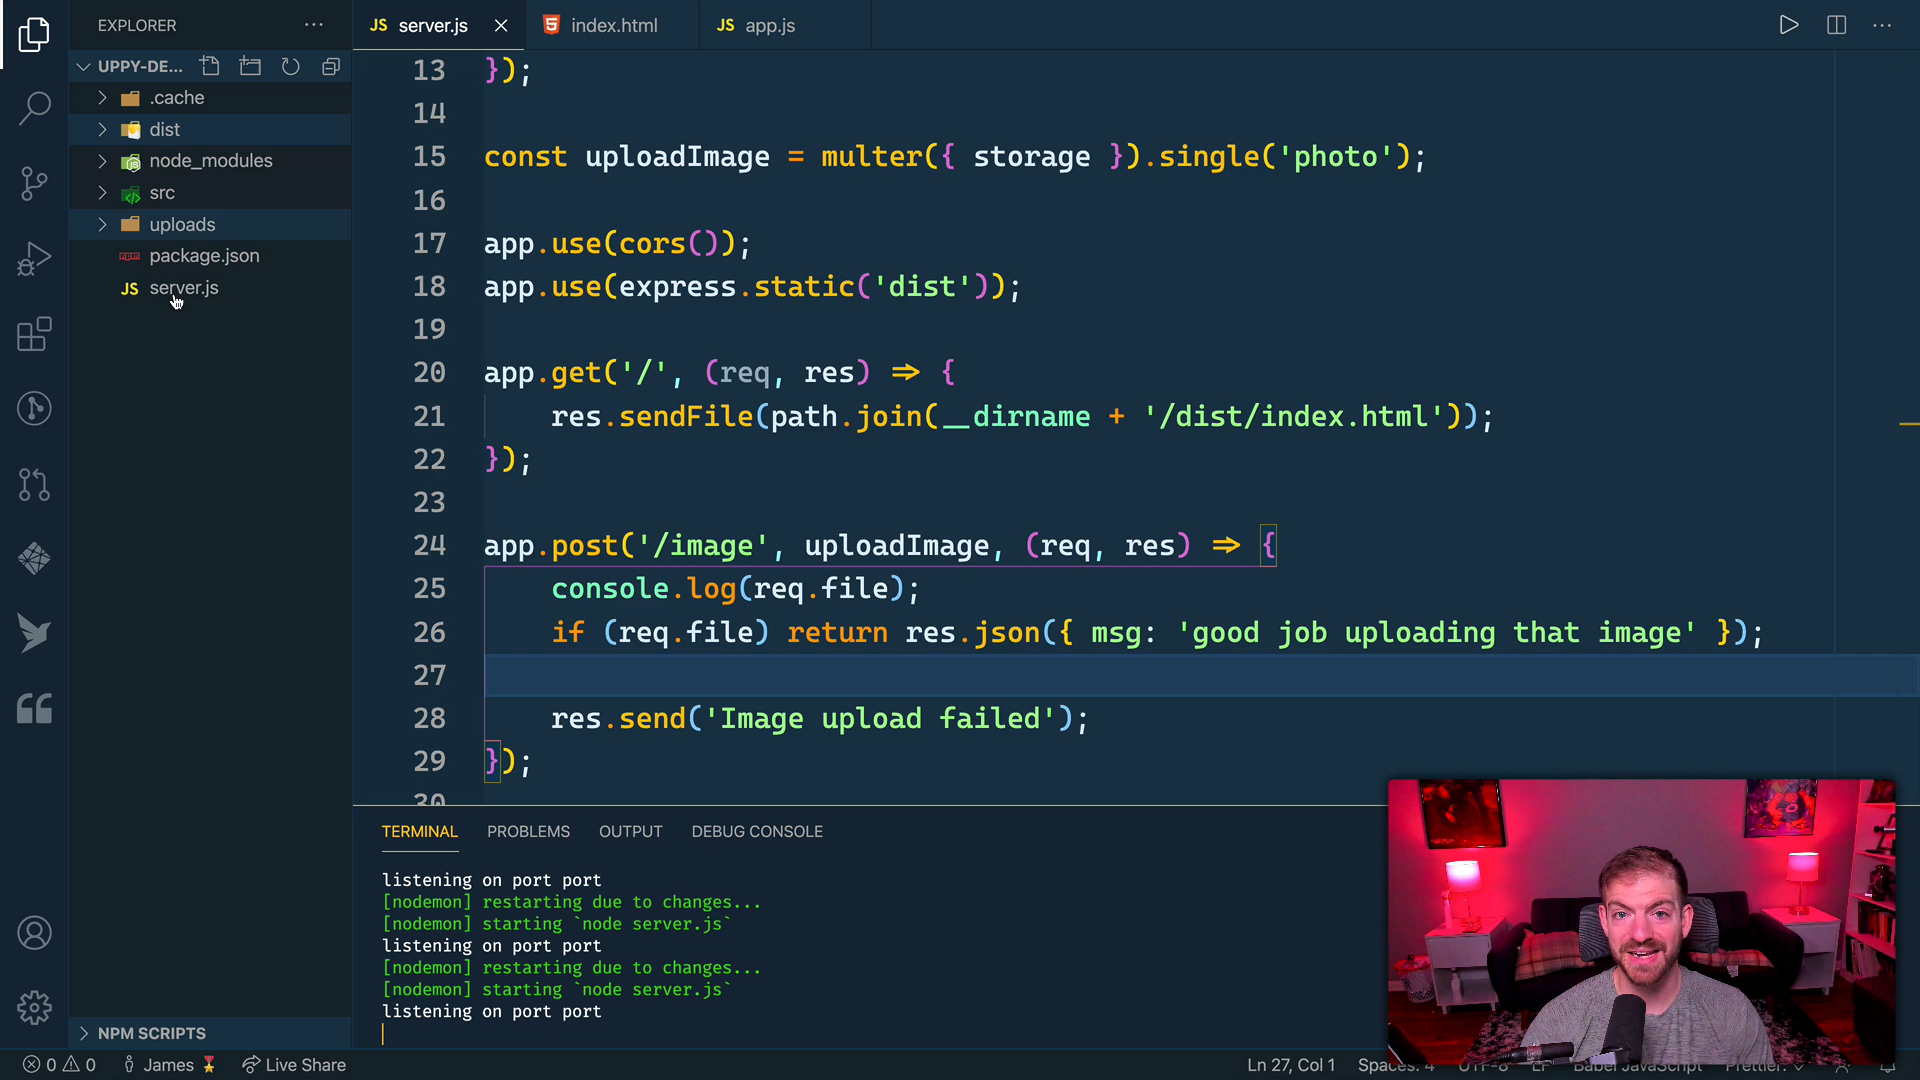 EXPLORER
UPPY-DE...
.cache
dist
node_modules
src
uploads
package.json
JS server.js
NPM SCRIPTS
JS server.js
index.html
JS app.js
13 });
14
15 const uploadImage = multer({ storage }).single('photo');
16
17 app.use(cors());
18 app.use(express.static('dist'));
19
20 app.get('/', (req, res) => {
21 res.sendFile(path.join(__dirname + '/dist/index.html'));
22 });
23
24 app.post('/image', uploadImage, (req, res) => {
25 console.log(req.file);
26 if (req.file) return res.json({ msg: 'good job uploading that image' });
27
28 res.send('Image upload failed');
29 });
30
TERMINAL PROBLEMS OUTPUT DEBUG CONSOLE
listening on port port
[nodemon] restarting due to changes...
[nodemon] starting `node server.js`
listening on port port
[nodemon] restarting due to changes...
[nodemon] starting `node server.js`
listening on port port
0 0 James Live Share Ln 27, Col 1 Spaces: 4 UTF-8 LF Babel JavaScript Prettier: